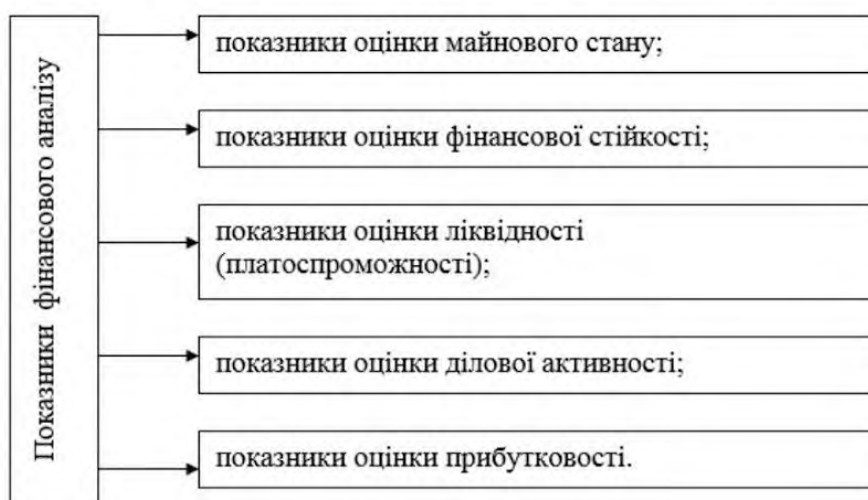 Показники фінансового аналізу
показники оцінки майнового стану;
показники оцінки фінансової стійкості;
показники оцінки ліквідності
(платоспроможності);
показники оцінки ділової активності;
показники оцінки прибутковості.